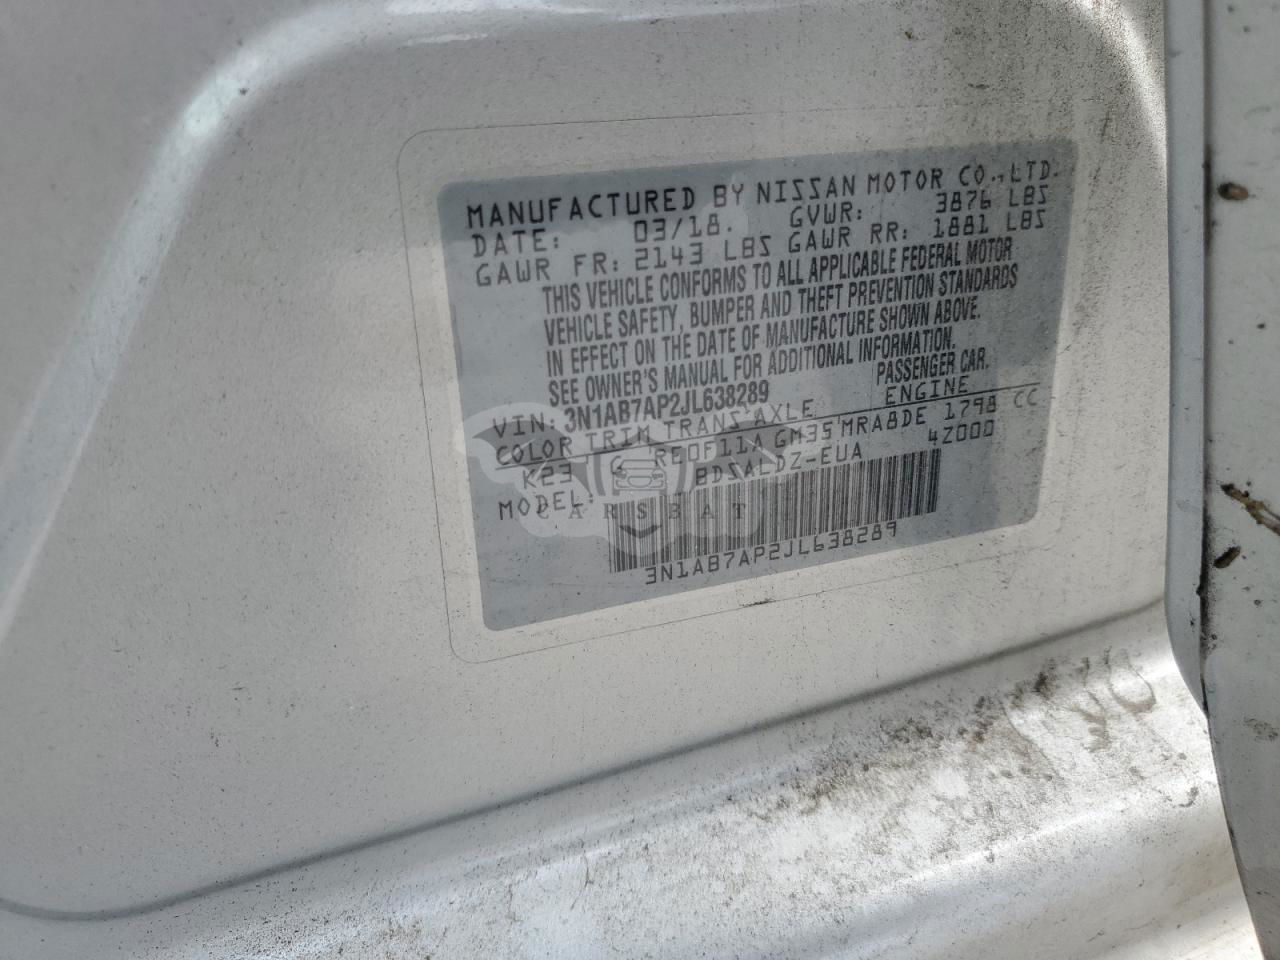 MANUFACTURED BY NISSAN MOTOR CO., LTD.
DATE: 03/18. GVWR: 3876 LBS
GAWR FR: 2143 LBS GAWR RR: 1881 LBS
THIS VEHICLE CONFORMS TO ALL APPLICABLE FEDERAL MOTOR
VEHICLE SAFETY, BUMPER AND THEFT PREVENTION STANDARDS
IN EFFECT ON THE DATE OF MANUFACTURE SHOWN ABOVE.
SEE OWNER'S MANUAL FOR ADDITIONAL INFORMATION.
PASSENGER CAR.
VIN: 3N1AB7AP2JL638289
COLOR TRIM TRANS AXLE ENGINE
K23 G RE0F11A GM35 MRA8DE 1798 CC
MODEL: BDSALDZ-EUA 4Z000
CARSBAT
3N1AB7AP2JL638289